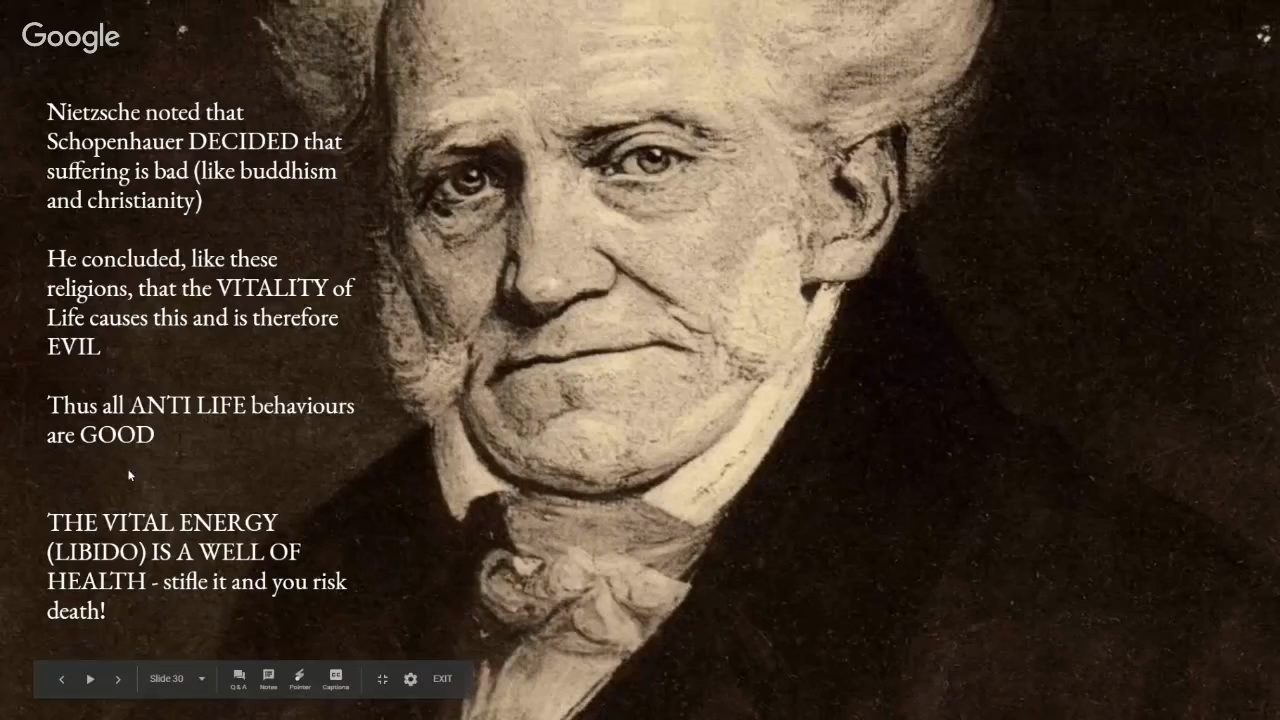 Google
Nietzsche noted that
Schopenhauer DECIDED that
suffering is bad (like buddhism
and christianity)
He concluded, like these
religions, that the VITALITY of
Life causes this and is therefore
EVIL
Thus all ANTI LIFE behaviours
are GOOD
THE VITAL ENERGY
(LIBIDO) IS A WELL OF
HEALTH - stifle it and you risk
death!
Slide 30
Q&A Notes Pointer Captions
EXIT